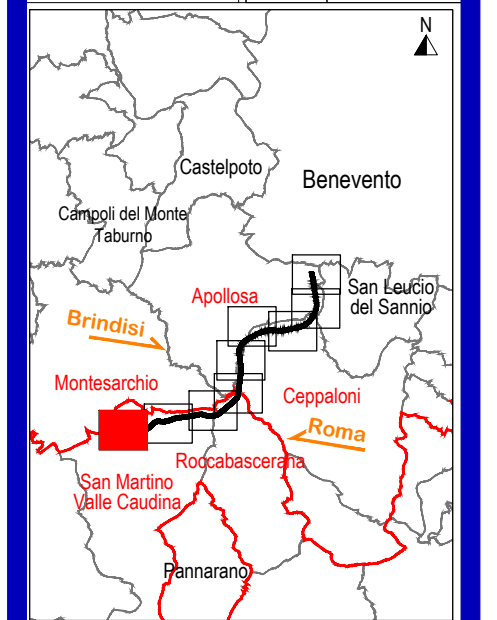 N
Castelpoto
Benevento
Campoli del Monte
Taburno
San Leucio
del Sannio
Apollosa
Brindisi
Montesarchio
Ceppaloni
Roma
Roccabascerana
San Martino
Valle Caudina
Pannarano